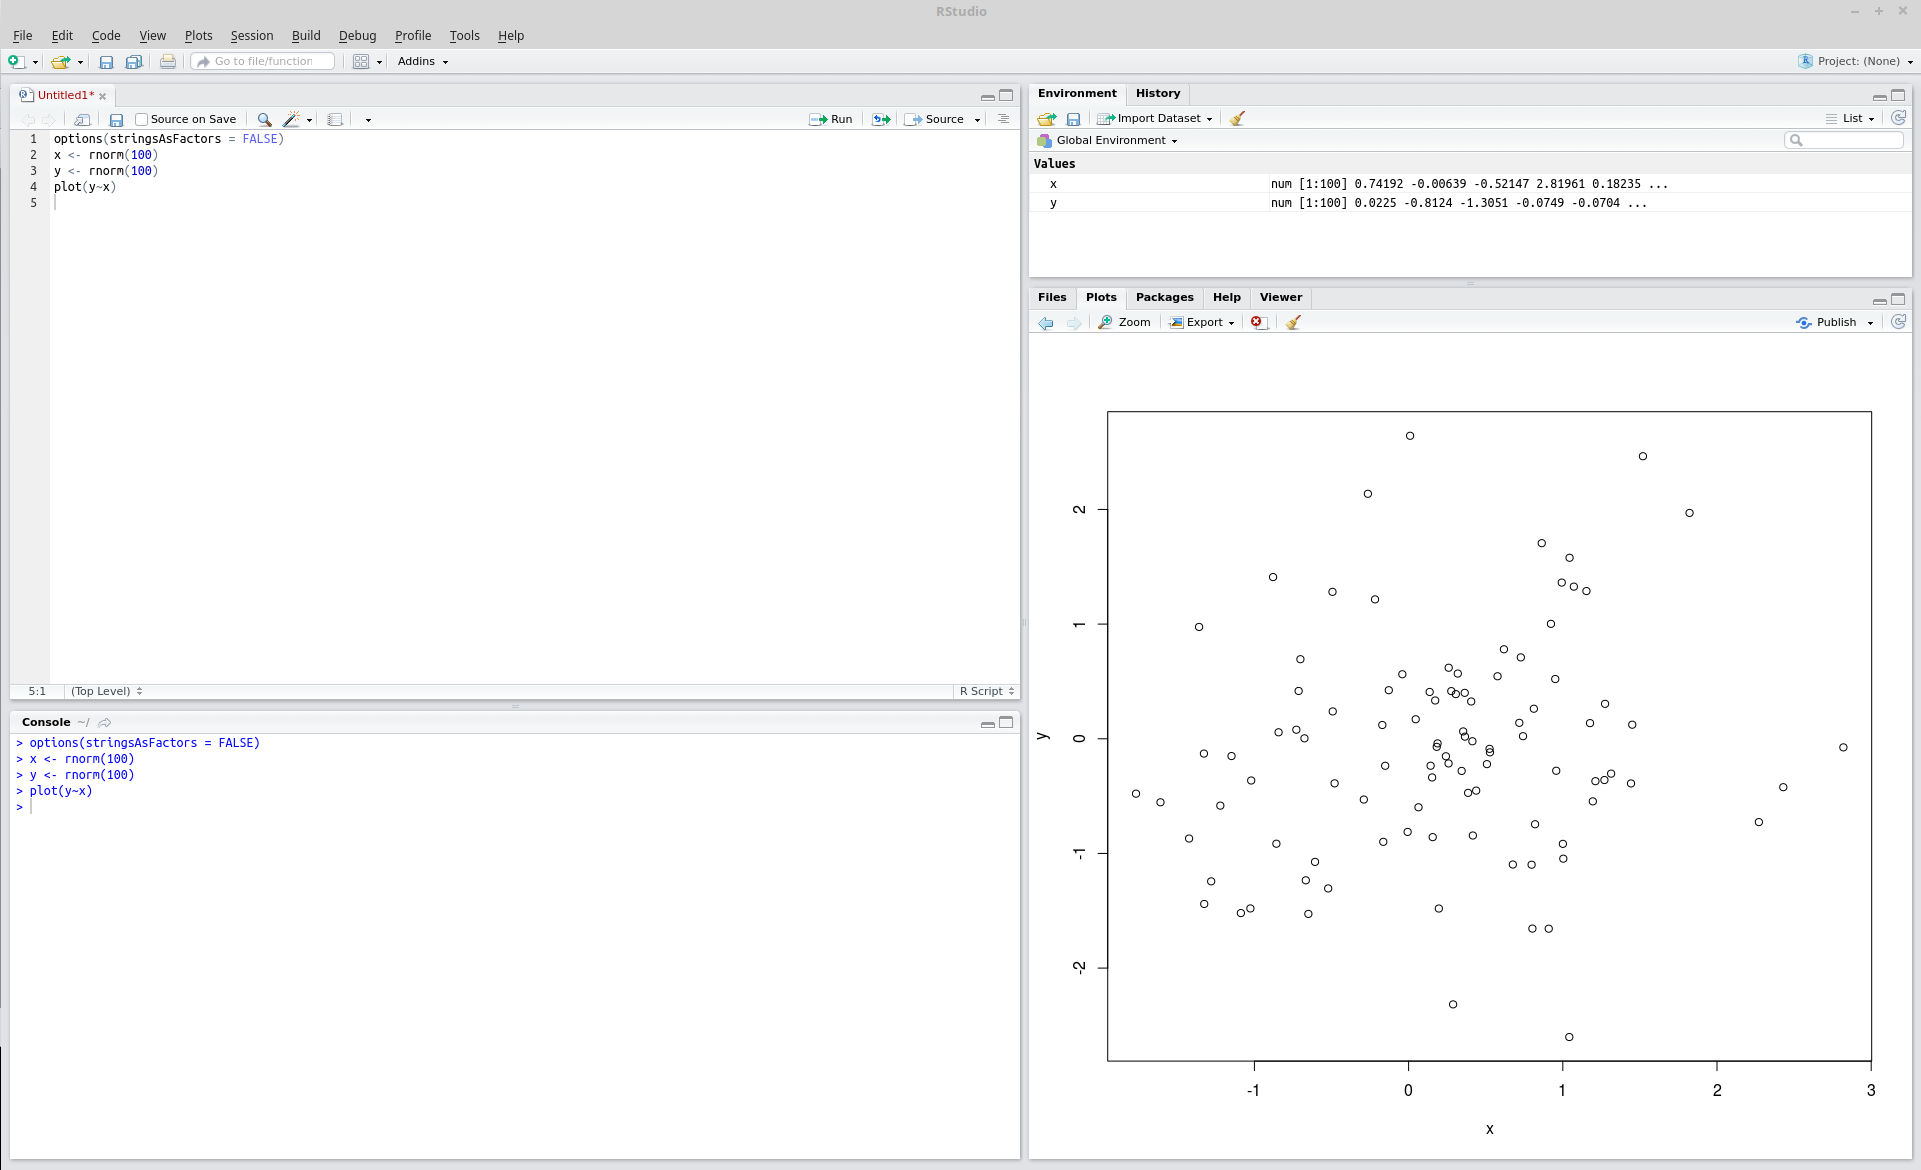 RStudio
File Edit Code View Plots Session Build Debug Profile Tools Help
Go to file/function Addins Project: (None)
Untitled1*
Source on Save Run Source
1 options(stringsAsFactors = FALSE)
2 x <- rnorm(100)
3 y <- rnorm(100)
4 plot(y~x)
5
5:1 (Top Level) R Script
Console ~/
> options(stringsAsFactors = FALSE)
> x <- rnorm(100)
> y <- rnorm(100)
> plot(y~x)
>
Environment History
Import Dataset List
Global Environment
Values
x num [1:100] 0.74192 -0.00639 -0.52147 2.81961 0.18235 ...
y num [1:100] 0.0225 -0.8124 -1.3051 -0.0749 -0.0704 ...
Files Plots Packages Help Viewer
Zoom Export Publish
2
1
0
-1
-2
y
-1 0 1 2 3
x